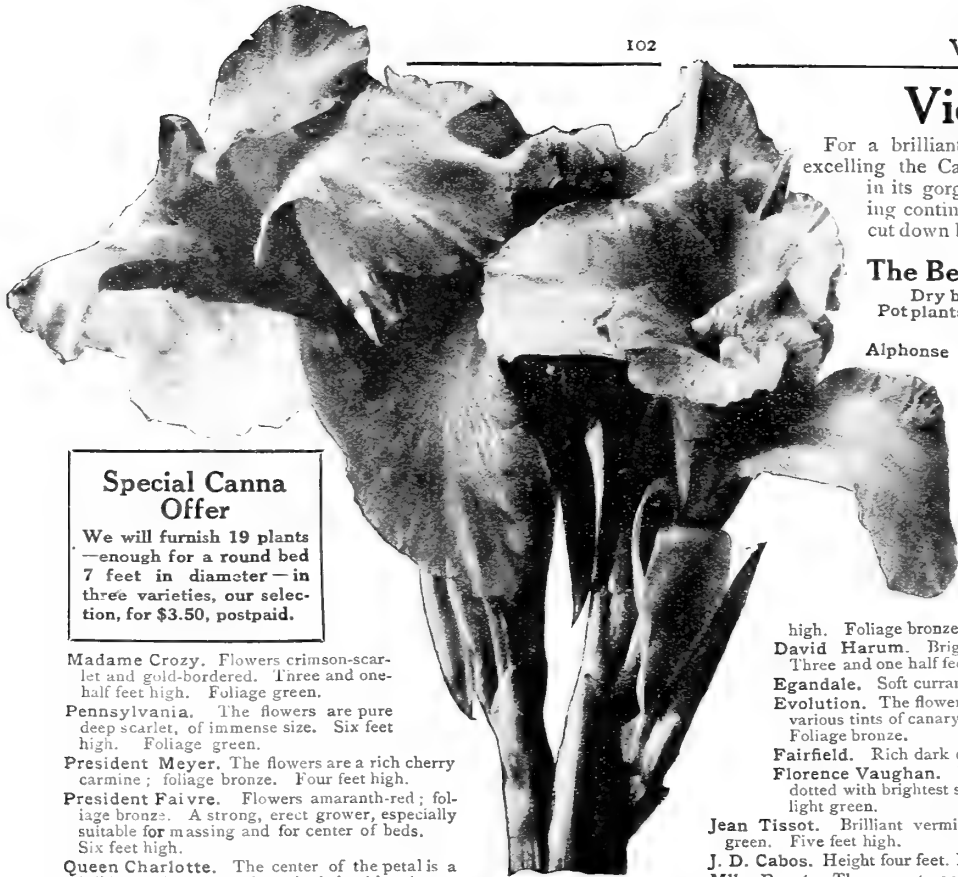 102
Special Canna
Offer
We will furnish 19 plants
—enough for a round bed
7 feet in diameter — in
three varieties, our selec-
tion, for $3.50, postpaid.
Madame Crozy. Flowers crimson-scar-
let and gold-bordered. Three and one-
half feet high. Foliage green.
Pennsylvania. The flowers are pure
deep scarlet, of immense size. Six feet
high. Foliage green.
President Meyer. The flowers are a rich cherry
carmine; foliage bronze. Four feet high.
President Faivre. Flowers amaranth-red; fol-
iage bronze. A strong, erect grower, especially
suitable for massing and for center of beds.
Six feet high.
Queen Charlotte. The center of the petal is a
For a brilliant
excelling the Ca
in its gorg
ing contin
cut down
The Be
Dry b
Pot plants
Alphonse
high. Foliage bronze
David Harum. Brig
Three and one half fee
Egandale. Soft curran
Evolution. The flower
various tints of canary
Foliage bronze.
Fairfield. Rich dark
Florence Vaughan.
dotted with brightest s
light green.
Jean Tissot. Brilliant vermi
green. Five feet high.
J. D. Cabos. Height four feet.